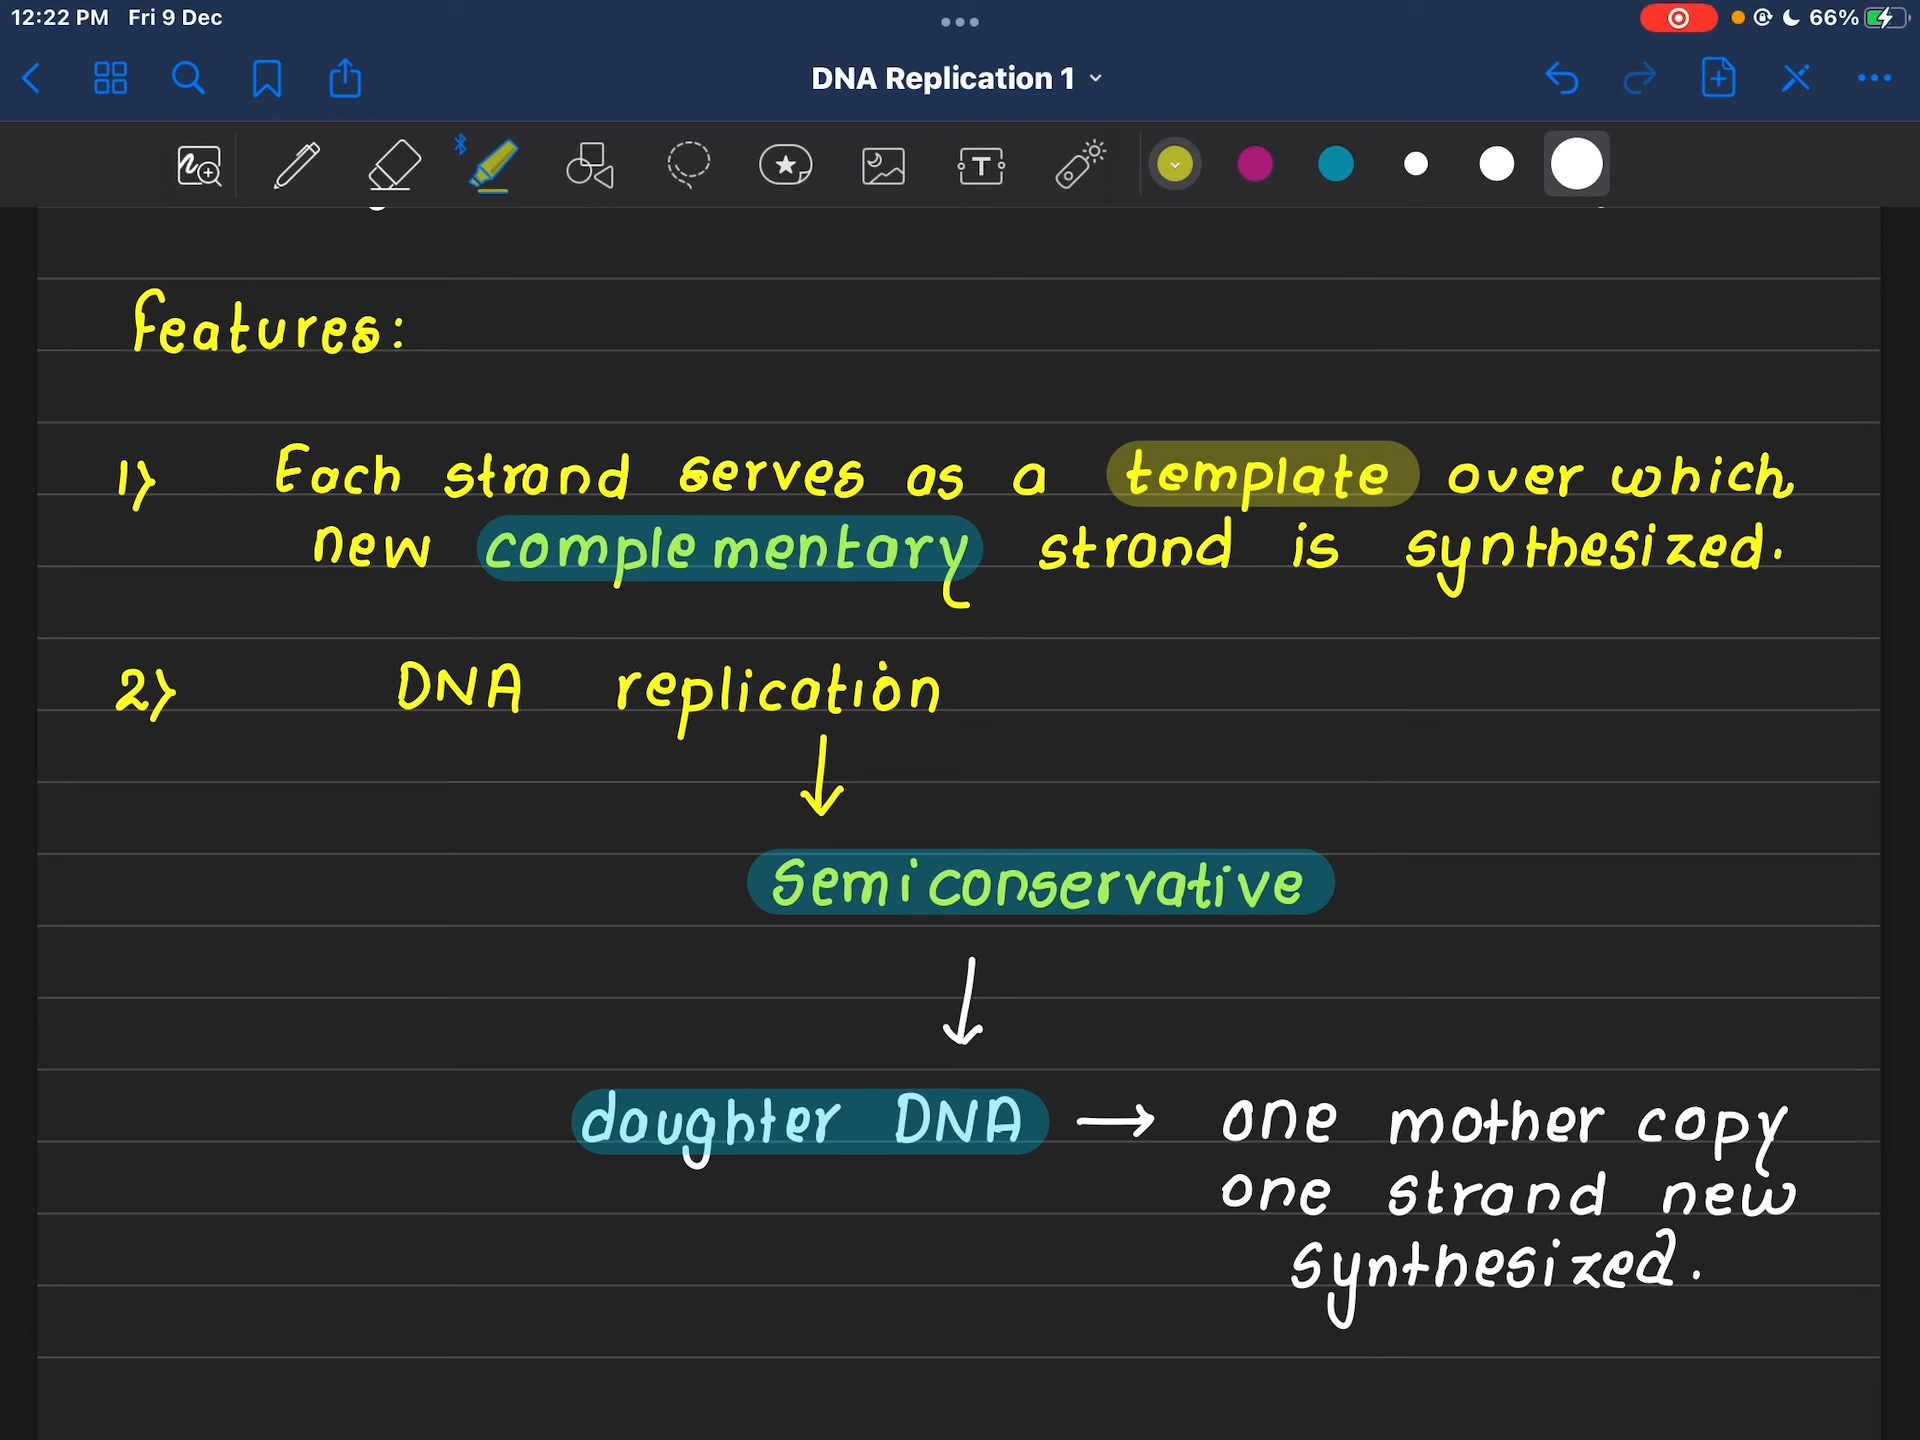 12:22 PM Fri 9 Dec
66%
DNA Replication 1
T
features:
1) Each strand serves as a template over which
new complementary strand is synthesized.
2) DNA replication
Semiconservative
daughter DNA → one mother copy
one strand new
synthesized.